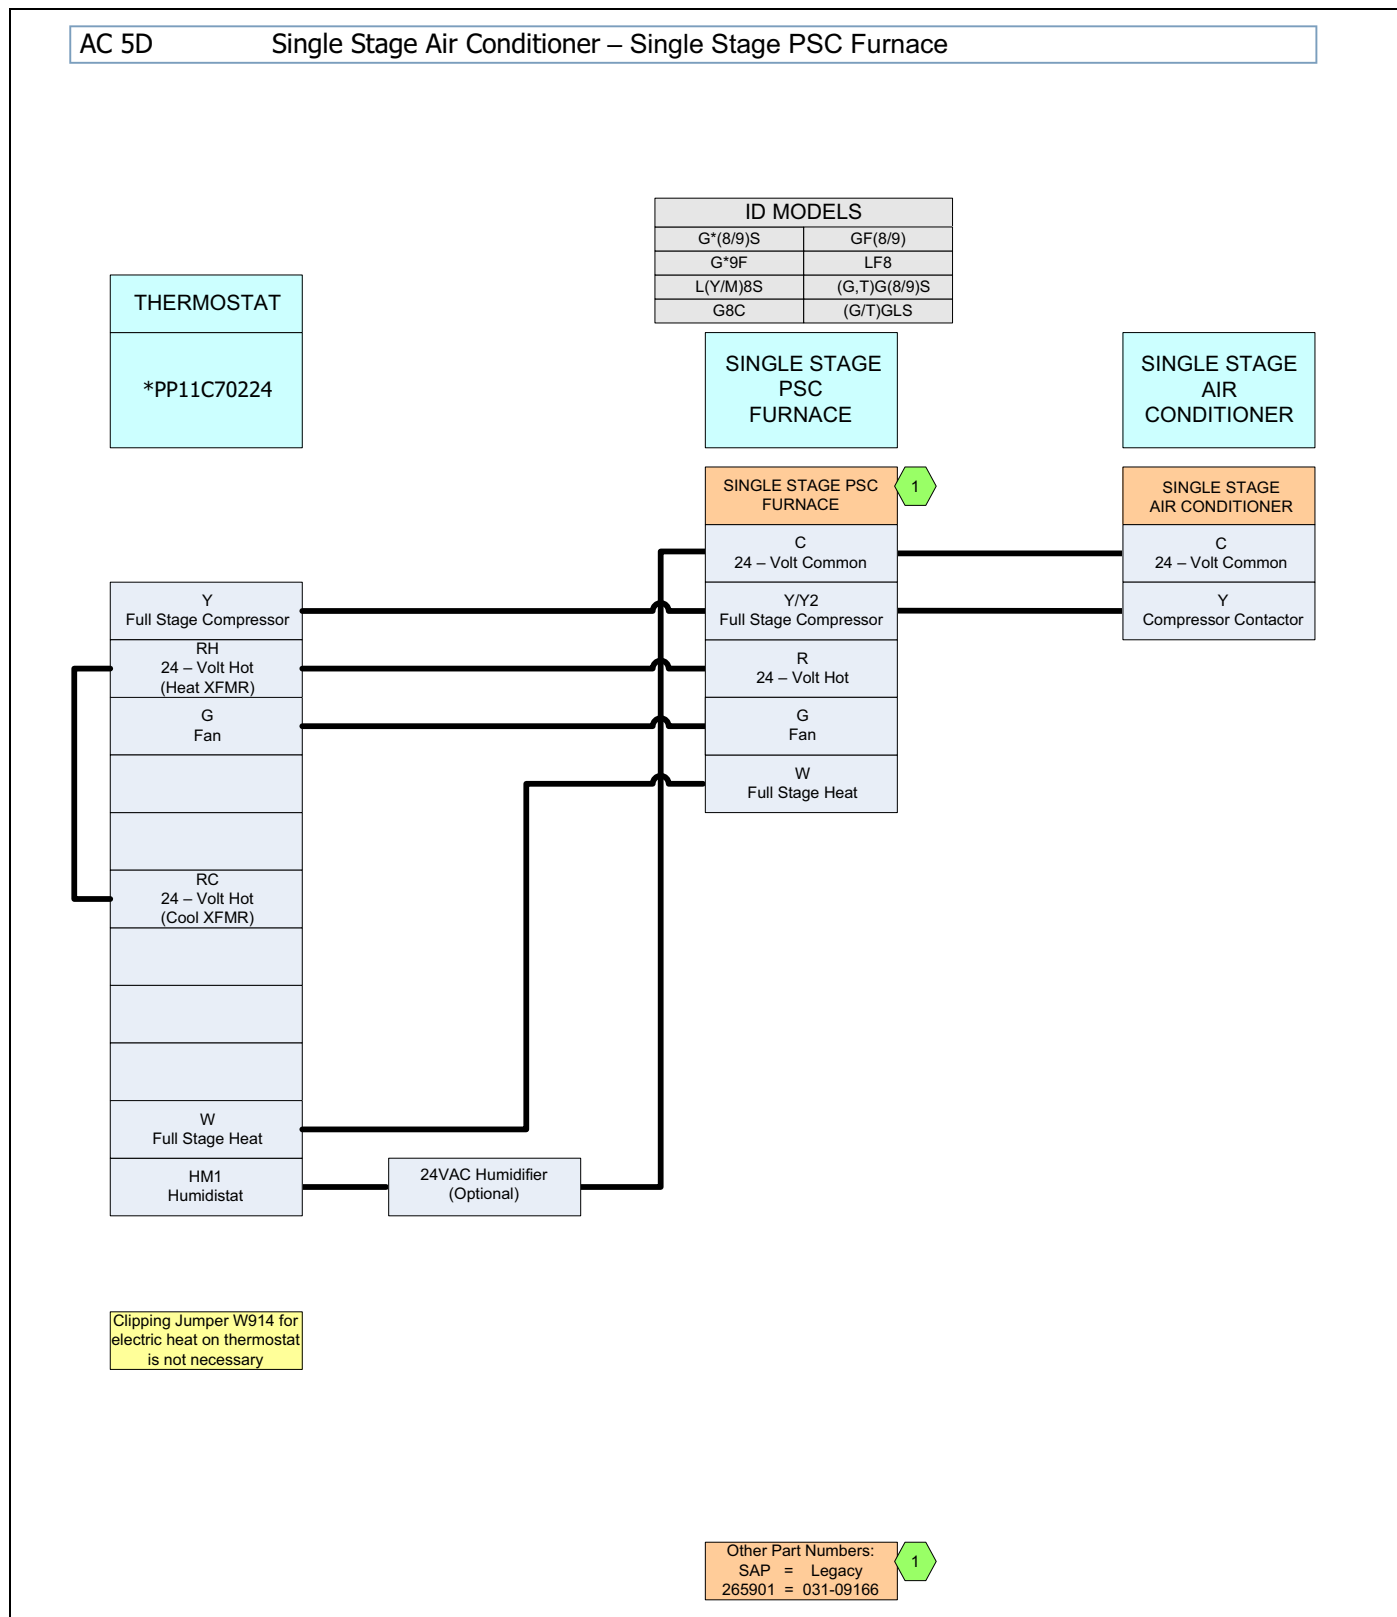 AC 5D Single Stage Air Conditioner – Single Stage PSC Furnace
ID MODELS
G*(8/9)S GF(8/9)
G*9F LF8
L(Y/M)8S (G,T)G(8/9)S
G8C (G/T)GLS
THERMOSTAT
*PP11C70224
SINGLE STAGE
PSC
FURNACE
SINGLE STAGE
AIR
CONDITIONER
SINGLE STAGE PSC
FURNACE
1
SINGLE STAGE
AIR CONDITIONER
C
24 – Volt Common
C
24 – Volt Common
Y
Full Stage Compressor
Y/Y2
Full Stage Compressor
Y
Compressor Contactor
RH
24 – Volt Hot
(Heat XFMR)
R
24 – Volt Hot
G
Fan
G
Fan
W
Full Stage Heat
RC
24 – Volt Hot
(Cool XFMR)
W
Full Stage Heat
HM1
Humidistat
24VAC Humidifier
(Optional)
Clipping Jumper W914 for
electric heat on thermostat
is not necessary
Other Part Numbers:
SAP = Legacy
265901 = 031-09166
1